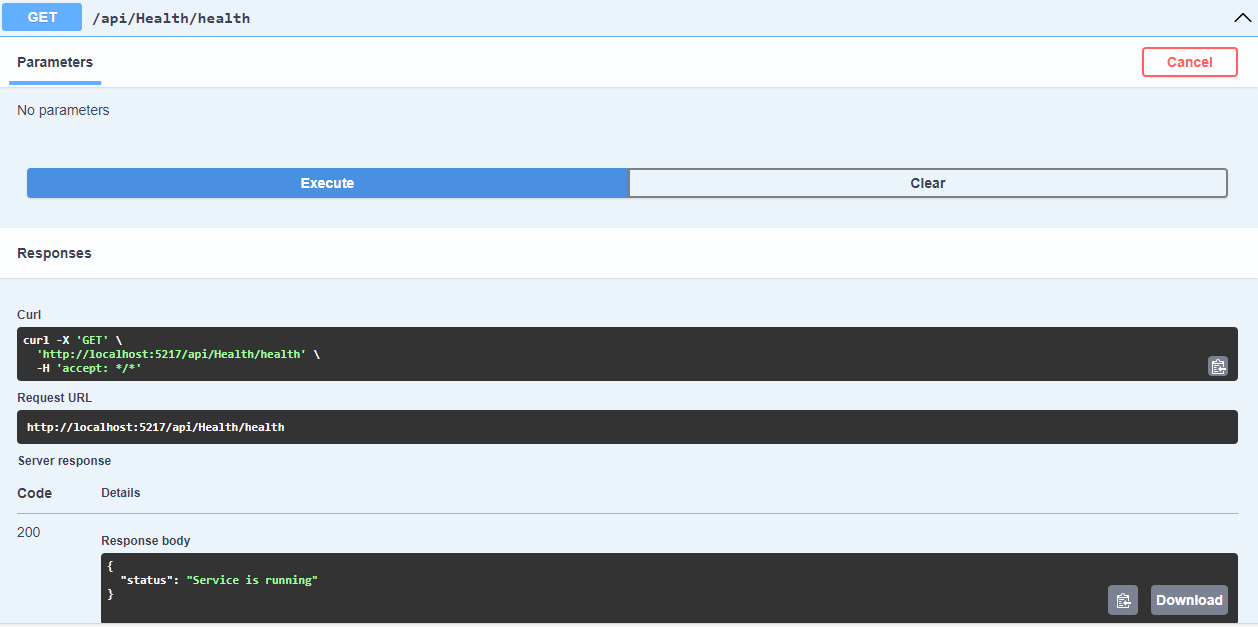 GET /api/Health/health
Parameters Cancel
No parameters
Execute Clear
Responses
Curl
curl -X 'GET' \
  'http://localhost:5217/api/Health/health' \
  -H 'accept: */*'
Request URL
http://localhost:5217/api/Health/health
Server response
Code Details
200
Response body
{
  "status": "Service is running"
}
Download